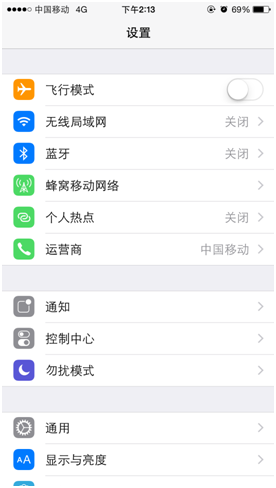 中国移动 4G 下午2:13 69%
设置
飞行模式
无线局域网 关闭
蓝牙 关闭
蜂窝移动网络
个人热点 关闭
运营商 中国移动
通知
控制中心
勿扰模式
通用
AA 显示与亮度